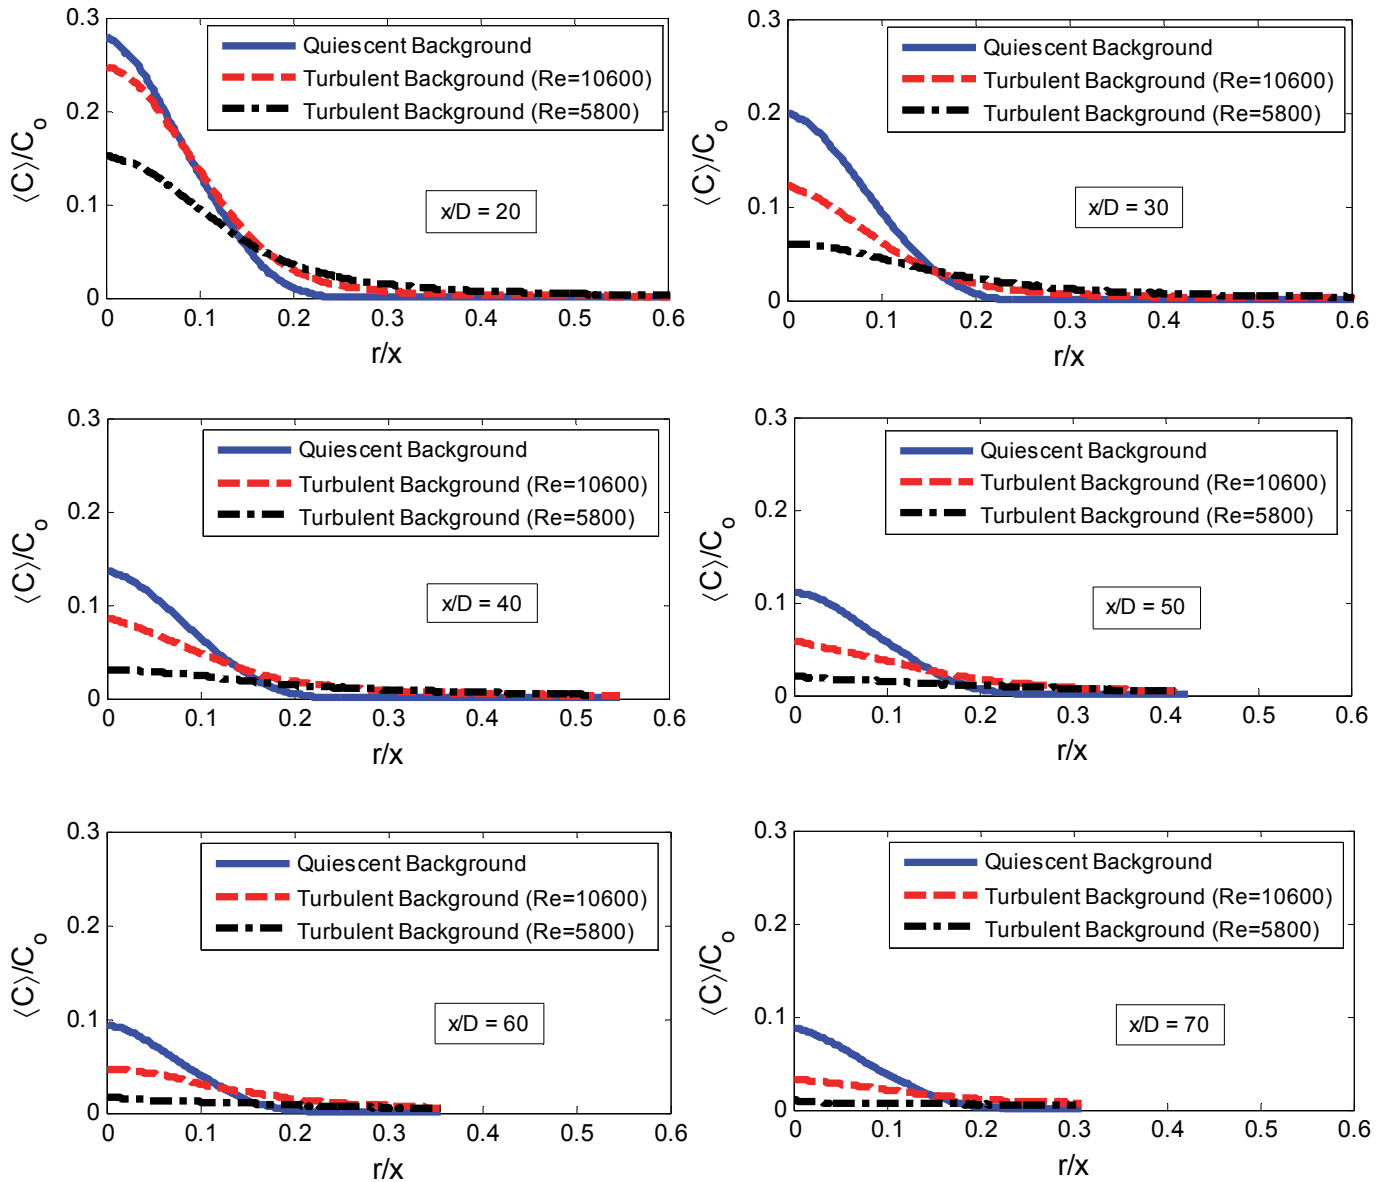 0.3
0.2
0.1
0
⟨C⟩/C_o
Quiescent Background
Turbulent Background (Re=10600)
Turbulent Background (Re=5800)
x/D = 20
0 0.1 0.2 0.3 0.4 0.5 0.6
r/x
0.3
0.2
0.1
0
⟨C⟩/C_o
Quiescent Background
Turbulent Background (Re=10600)
Turbulent Background (Re=5800)
x/D = 30
0 0.1 0.2 0.3 0.4 0.5 0.6
r/x
0.3
0.2
0.1
0
⟨C⟩/C_o
Quiescent Background
Turbulent Background (Re=10600)
Turbulent Background (Re=5800)
x/D = 40
0 0.1 0.2 0.3 0.4 0.5 0.6
r/x
0.3
0.2
0.1
0
⟨C⟩/C_o
Quiescent Background
Turbulent Background (Re=10600)
Turbulent Background (Re=5800)
x/D = 50
0 0.1 0.2 0.3 0.4 0.5 0.6
r/x
0.3
0.2
0.1
0
⟨C⟩/C_o
Quiescent Background
Turbulent Background (Re=10600)
Turbulent Background (Re=5800)
x/D = 60
0 0.1 0.2 0.3 0.4 0.5 0.6
r/x
0.3
0.2
0.1
0
⟨C⟩/C_o
Quiescent Background
Turbulent Background (Re=10600)
Turbulent Background (Re=5800)
x/D = 70
0 0.1 0.2 0.3 0.4 0.5 0.6
r/x